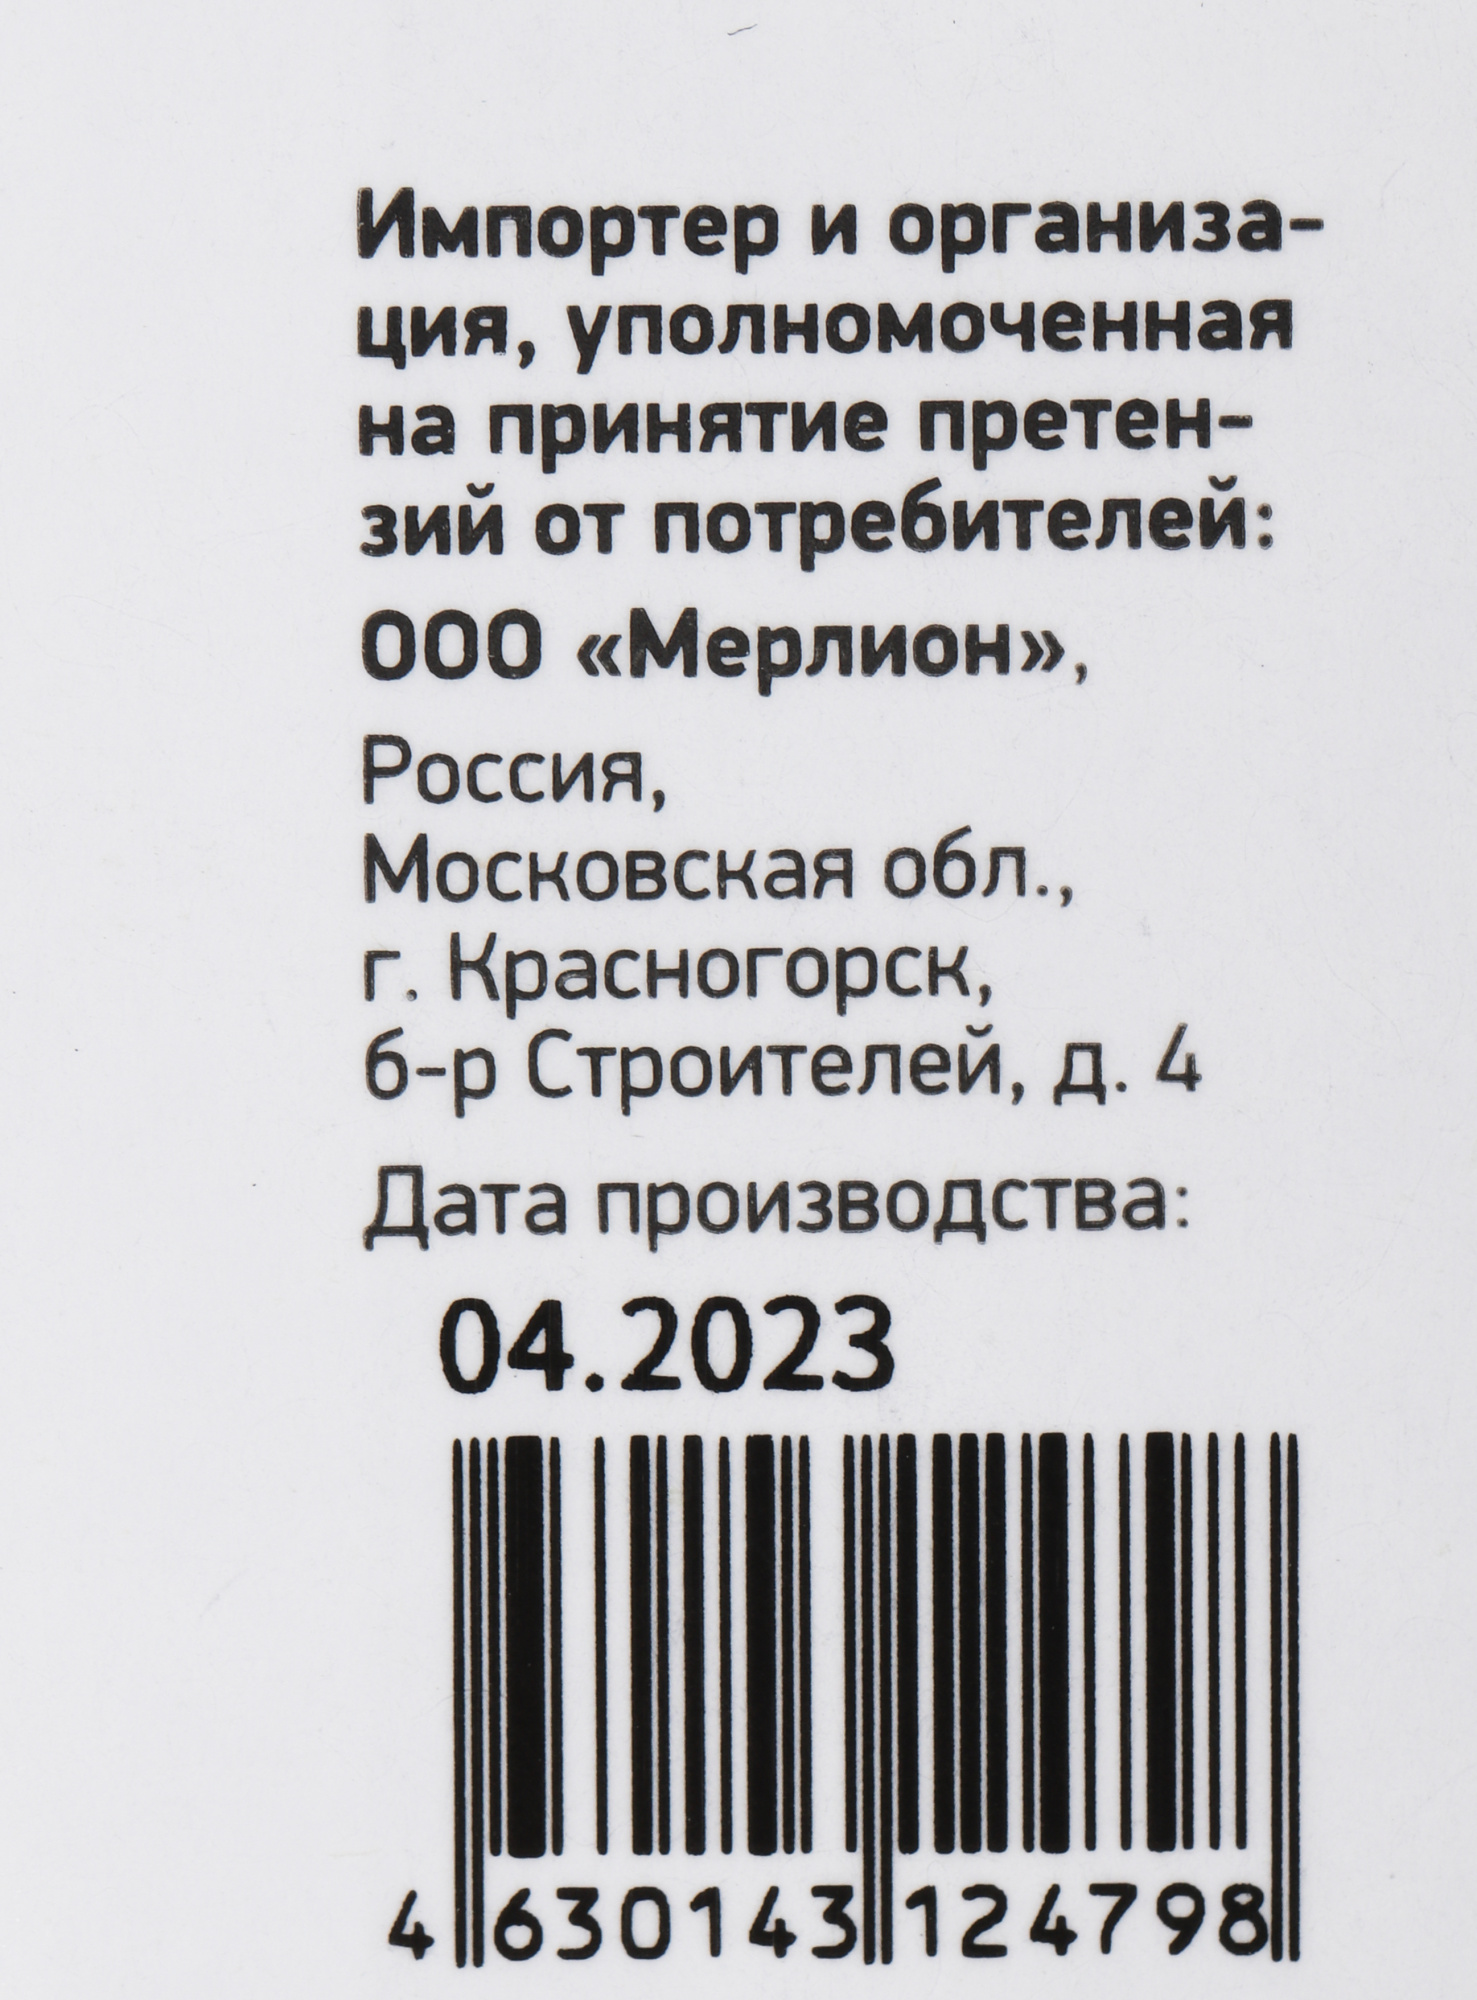 Импортер и организа-
ция, уполномоченная
на принятие претен-
зий от потребителей:
ООО «Мерлион»,
Россия,
Московская обл.,
г. Красногорск,
б-р Строителей, д. 4
Дата производства:
04.2023
4 630143 124798